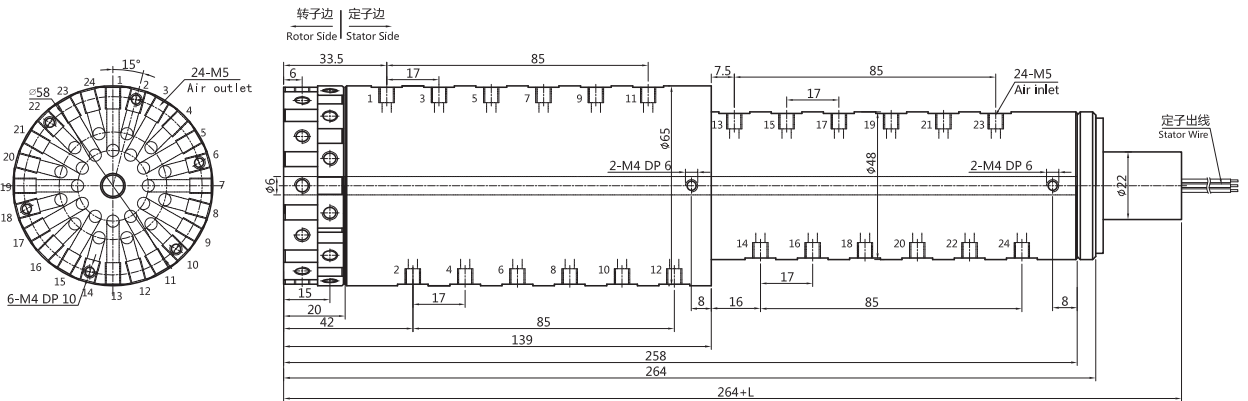 转子边 定子边
Rotor Side Stator Side
15°
24-M5
Air outlet
⌀58
1
2
3
4
5
6
7
8
9
10
11
12
13
14
15
16
17
18
19
20
21
22
23
24
6-M4 DP 10
33.5
85
6
17
7.5
85
17
24-M5
Air inlet
1 3 5 7 9 11
13 15 17 19 21 23
ϕ65
ϕ48
ϕ6
ϕ22
2-M4 DP 6
2-M4 DP 6
定子出线
Stator Wire
2 4 6 8 10 12
14 16 18 20 22 24
15
17
8
16
17
8
20
42
85
85
139
258
264
264+L